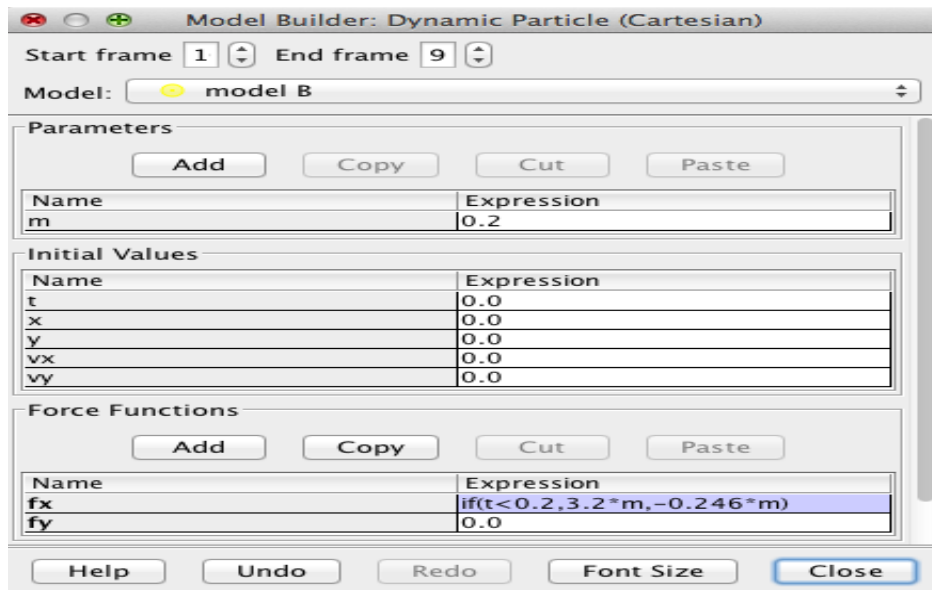 Model Builder: Dynamic Particle (Cartesian)
Start frame 1 End frame 9
Model: model B
Parameters
Add Copy Cut Paste
Name Expression
m 0.2
Initial Values
Name Expression
t 0.0
x 0.0
y 0.0
vx 0.0
vy 0.0
Force Functions
Add Copy Cut Paste
Name Expression
fx if(t<0.2,3.2*m,-0.246*m)
fy 0.0
Help Undo Redo Font Size Close